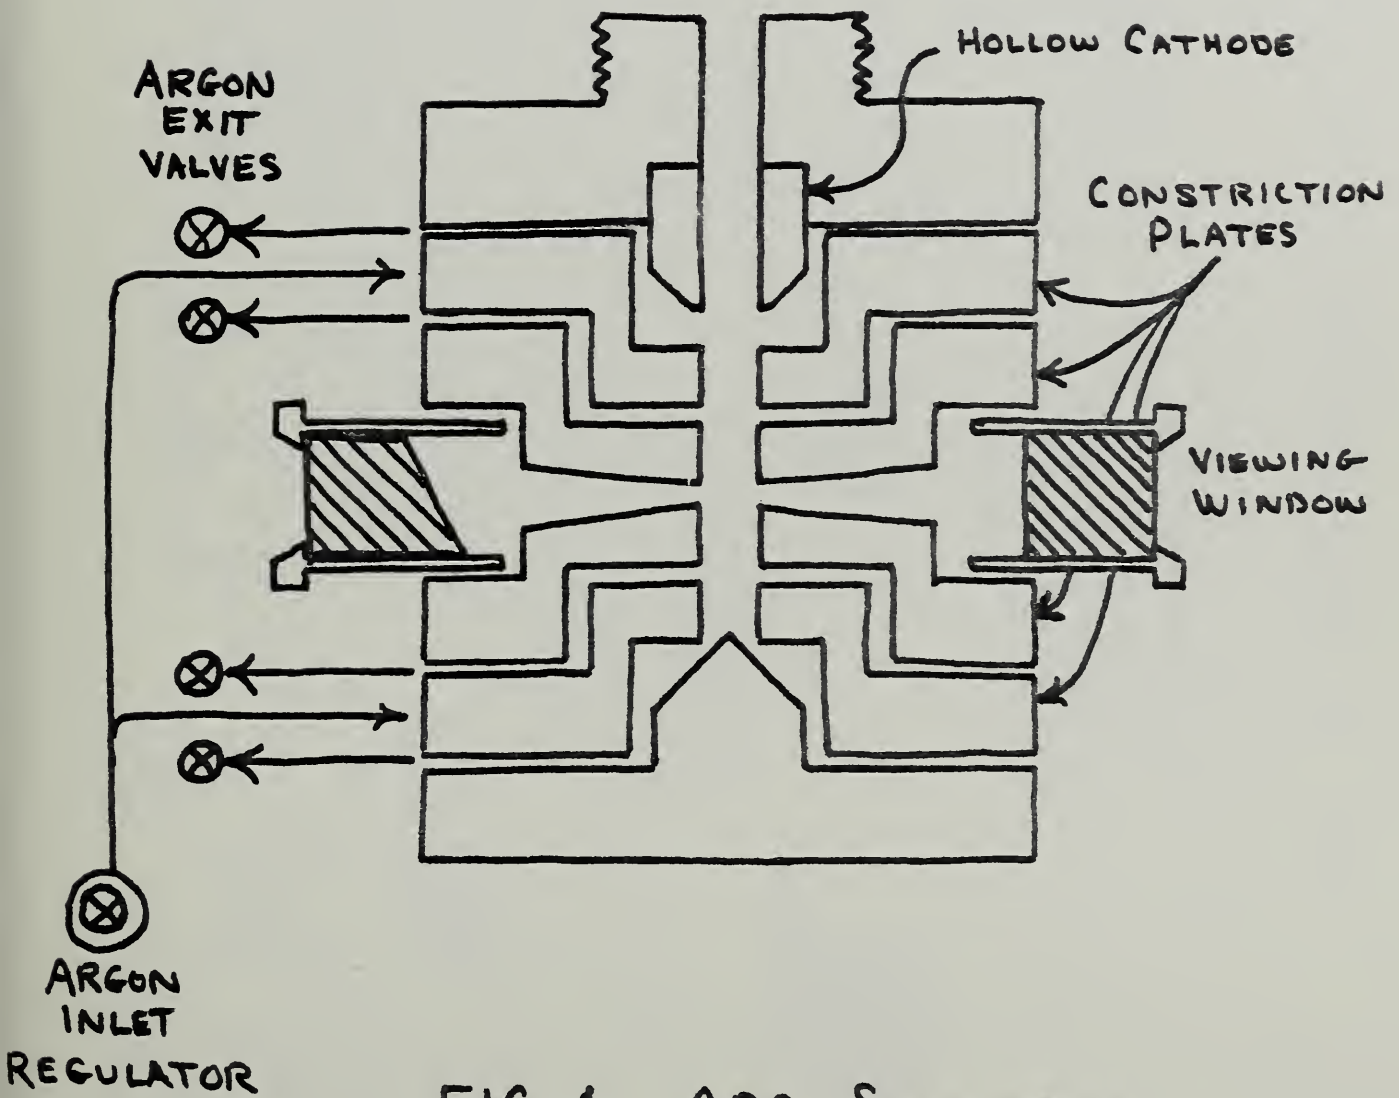 ARGON
EXIT
VALVES
HOLLOW CATHODE
CONSTRICTION
PLATES
VIEWING
WINDOW
ARGON
INLET
REGULATOR